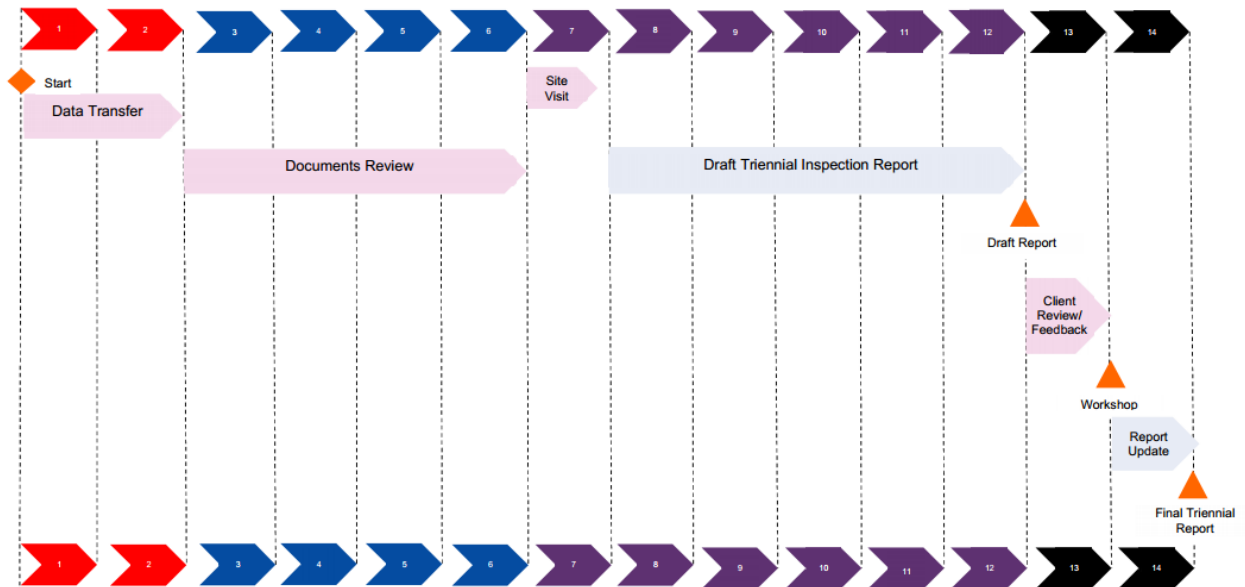 1 2 3 4 5 6 7 8 9 10 11 12 13 14
Start
Site
Visit
Data Transfer
Documents Review
Draft Triennial Inspection Report
Draft Report
Client
Review/
Feedback
Workshop
Report
Update
Final Triennial
Report
1 2 3 4 5 6 7 8 9 10 11 12 13 14